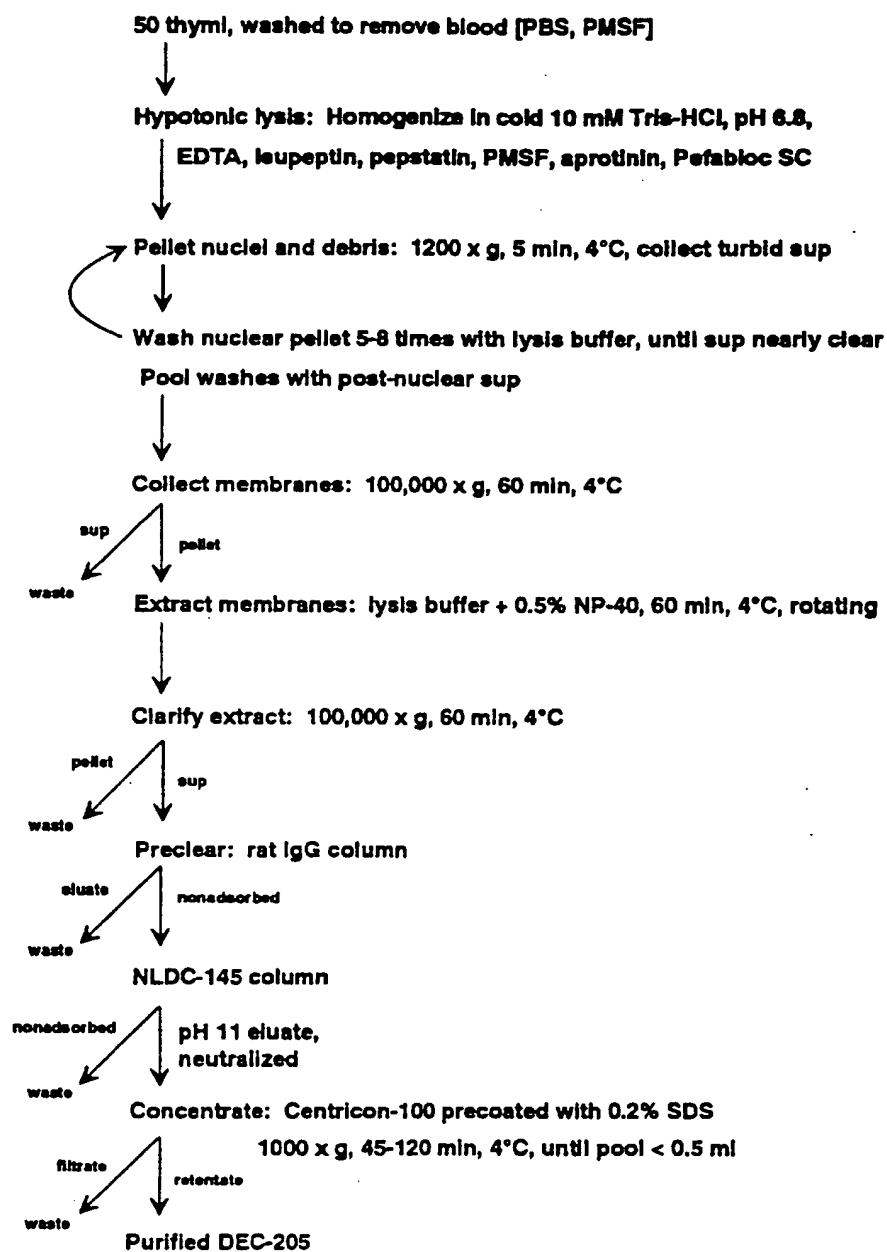 50 thymi, washed to remove blood [PBS, PMSF]
Hypotonic lysis: Homogenize in cold 10 mM Tris-HCl, pH 6.8,
EDTA, leupeptin, pepstatin, PMSF, aprotinin, Pefabloc SC
Pellet nuclei and debris: 1200 x g, 5 min, 4°C, collect turbid sup
Wash nuclear pellet 5-8 times with lysis buffer, until sup nearly clear
Pool washes with post-nuclear sup
Collect membranes: 100,000 x g, 60 min, 4°C
sup
pellet
waste
Extract membranes: lysis buffer + 0.5% NP-40, 60 min, 4°C, rotating
Clarify extract: 100,000 x g, 60 min, 4°C
pellet
sup
waste
Preclear: rat IgG column
eluate
nonadsorbed
waste
NLDC-145 column
nonadsorbed
pH 11 eluate,
neutralized
waste
Concentrate: Centricon-100 precoated with 0.2% SDS
1000 x g, 45-120 min, 4°C, until pool < 0.5 ml
filtrate
retentate
waste
Purified DEC-205